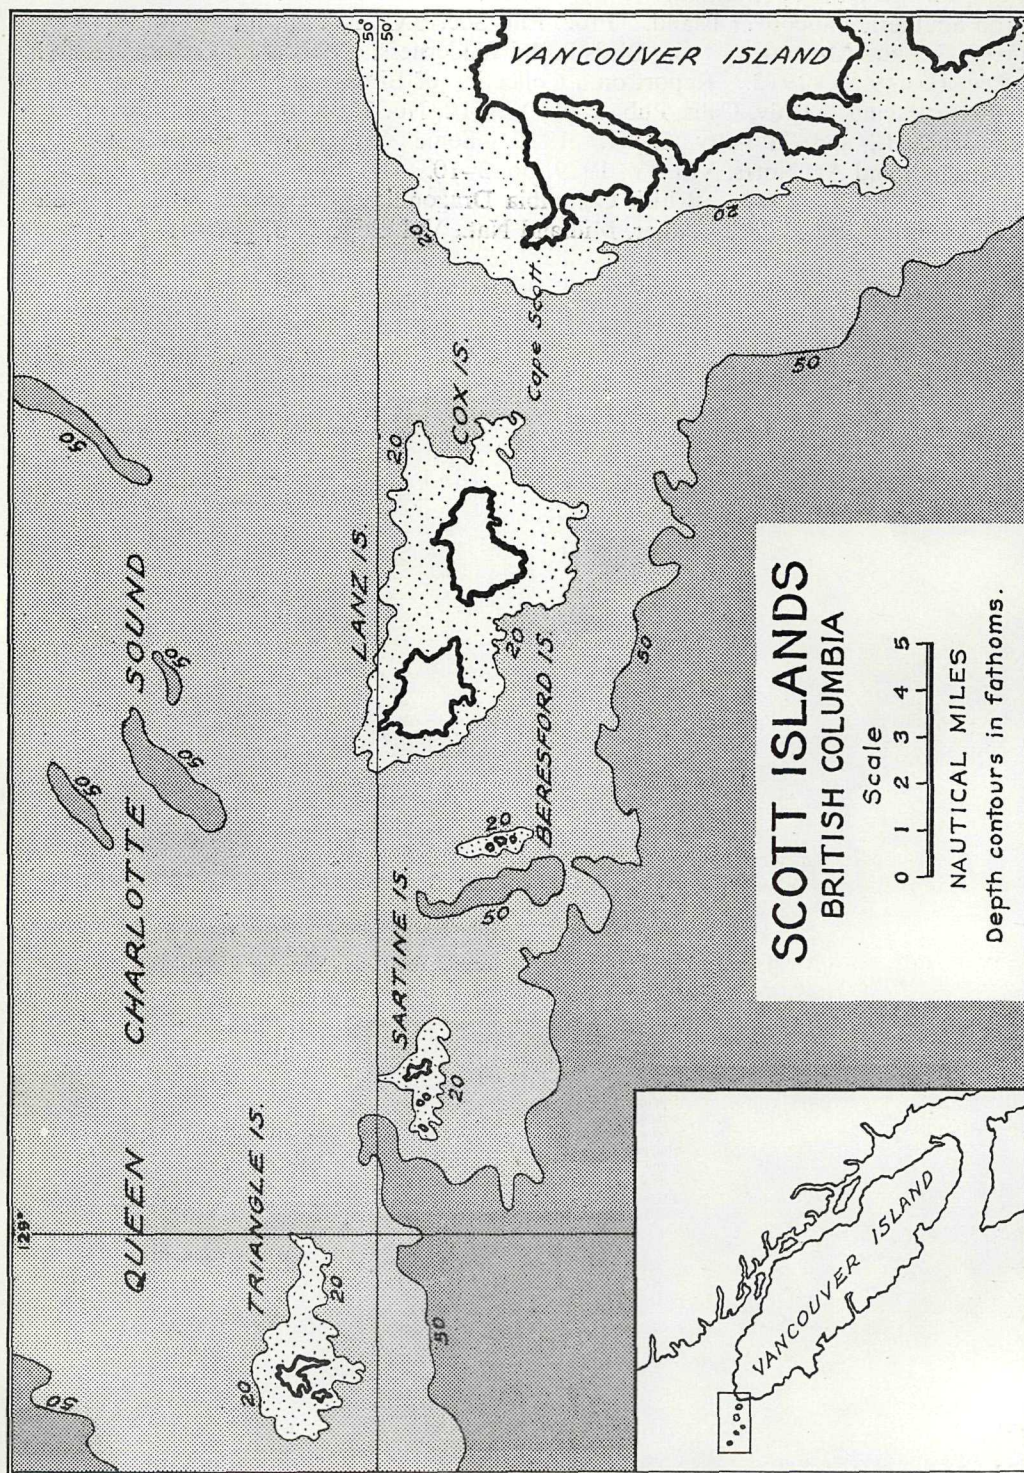 129°
50°
50'
VANCOUVER ISLAND
QUEEN CHARLOTTE SOUND
TRIANGLE IS.
SARTINE IS.
LANZ IS.
COX IS.
BERESFORD IS.
Cape Scott
50
50
50
50
50
20
20
20
20
20
20
20
20
50
50
50
50
SCOTT ISLANDS
BRITISH COLUMBIA
Scale
0 1 2 3 4 5
NAUTICAL MILES
Depth contours in fathoms.
VANCOUVER ISLAND